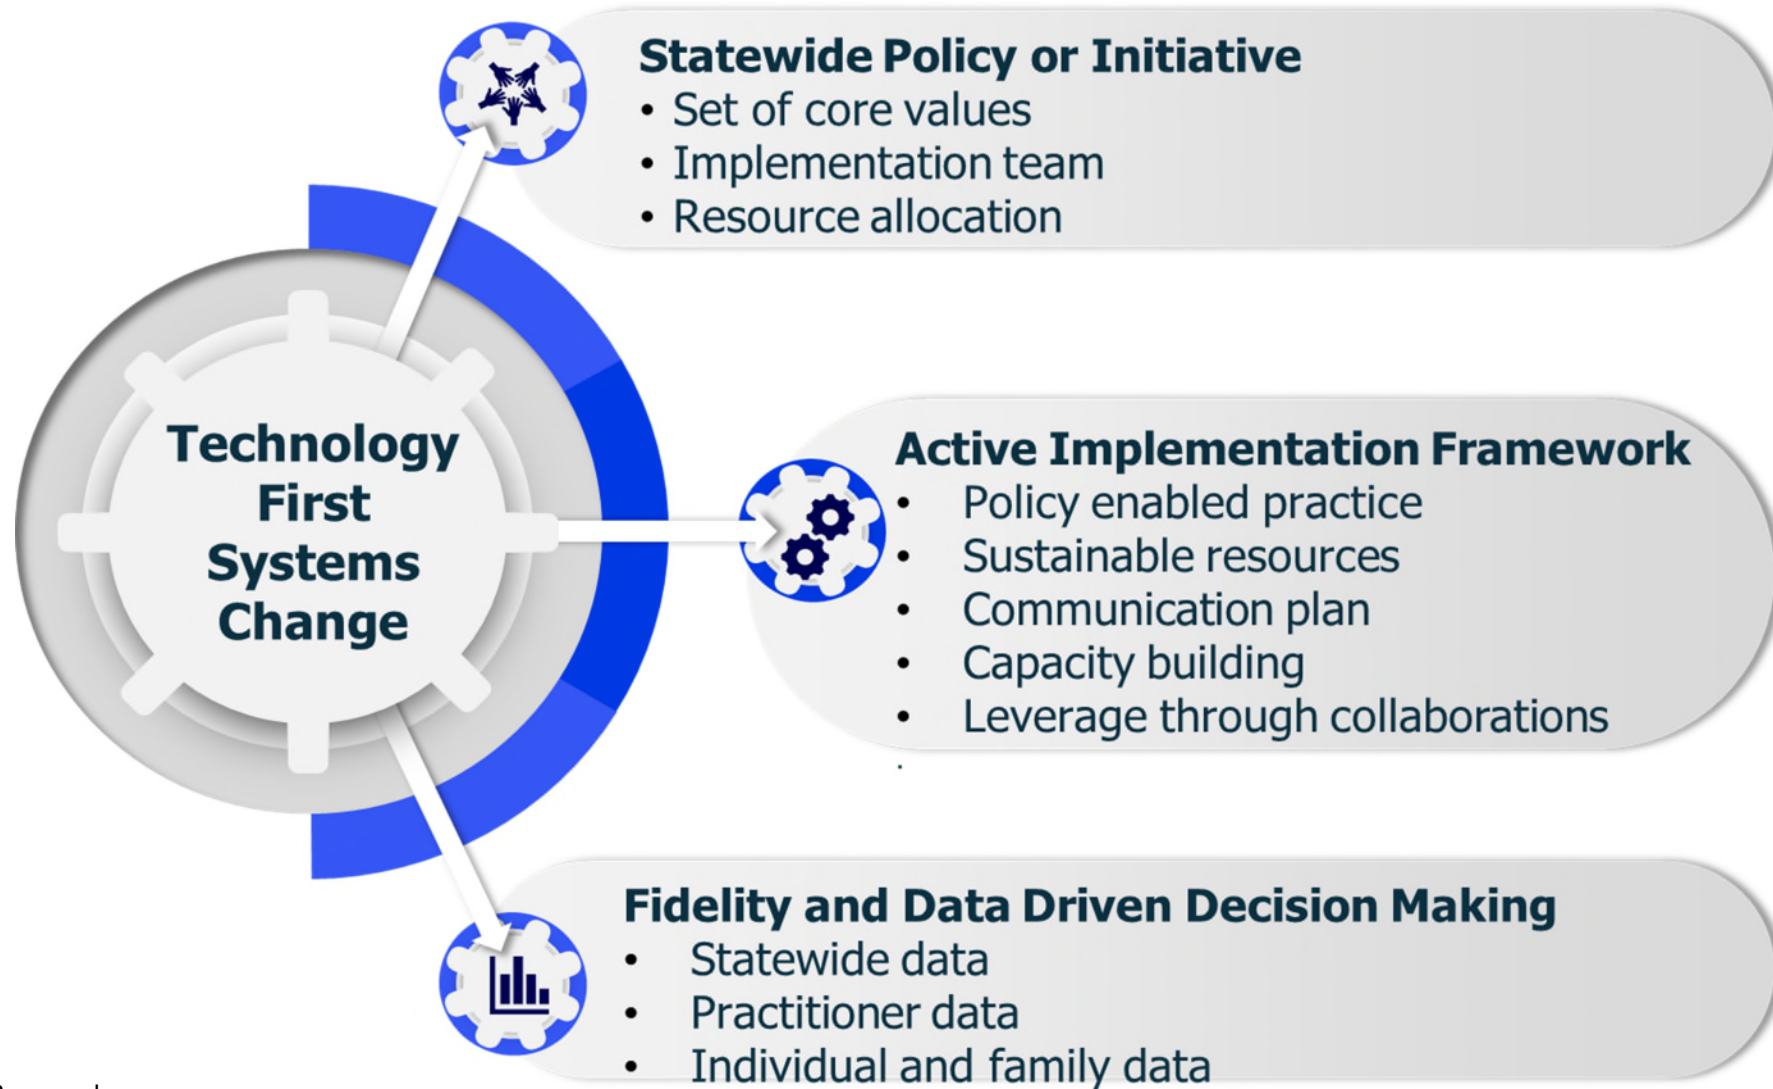 Statewide Policy or Initiative
• Set of core values
• Implementation team
• Resource allocation
Technology
First
Systems
Change
Active Implementation Framework
• Policy enabled practice
• Sustainable resources
• Communication plan
• Capacity building
• Leverage through collaborations
.
Fidelity and Data Driven Decision Making
• Statewide data
• Practitioner data
• Individual and family data